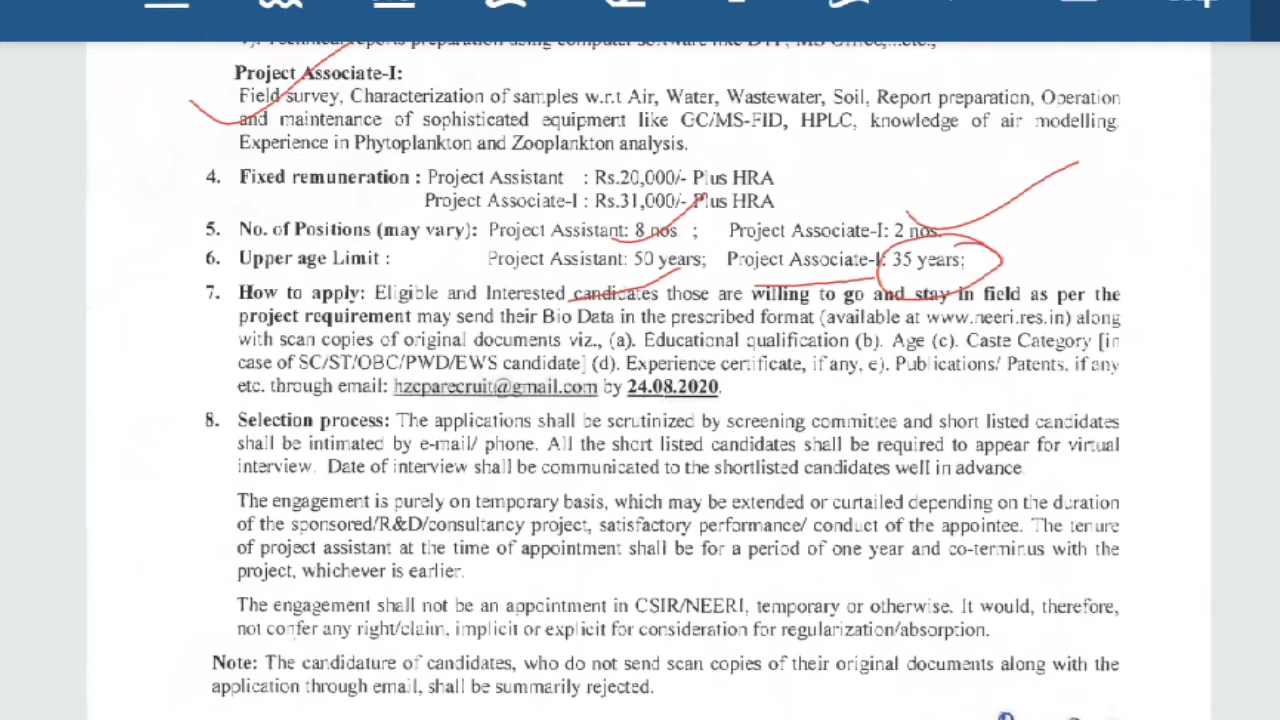 Project Associate-I:
Field survey, Characterization of samples w.r.t Air, Water, Wastewater, Soil, Report preparation, Operation
and maintenance of sophisticated equipment like GC/MS-FID, HPLC, knowledge of air modelling.
Experience in Phytoplankton and Zooplankton analysis.
4. Fixed remuneration : Project Assistant : Rs.20,000/- Plus HRA
Project Associate-I : Rs.31,000/- Plus HRA
5. No. of Positions (may vary): Project Assistant: 8 nos. ; Project Associate-I: 2 nos.
6. Upper age Limit : Project Assistant: 50 years; Project Associate-I: 35 years;
7. How to apply: Eligible and Interested candidates those are willing to go and stay in field as per the
project requirement may send their Bio Data in the prescribed format (available at www.neeri.res.in) along
with scan copies of original documents viz., (a). Educational qualification (b). Age (c). Caste Category [in
case of SC/ST/OBC/PWD/EWS candidate] (d). Experience certificate, if any, e). Publications/ Patents, if any
etc. through email: hzcparecruit@gmail.com by 24.08.2020.
8. Selection process: The applications shall be scrutinized by screening committee and short listed candidates
shall be intimated by e-mail/ phone. All the short listed candidates shall be required to appear for virtual
interview. Date of interview shall be communicated to the shortlisted candidates well in advance
The engagement is purely on temporary basis, which may be extended or curtailed depending on the duration
of the sponsored/R&D/consultancy project, satisfactory performance/ conduct of the appointee. The tenure
of project assistant at the time of appointment shall be for a period of one year and co-terminus with the
project, whichever is earlier.
The engagement shall not be an appointment in CSIR/NEERI, temporary or otherwise. It would, therefore,
not confer any right/claim, implicit or explicit for consideration for regularization/absorption.
Note: The candidature of candidates, who do not send scan copies of their original documents along with the
application through email, shall be summarily rejected.